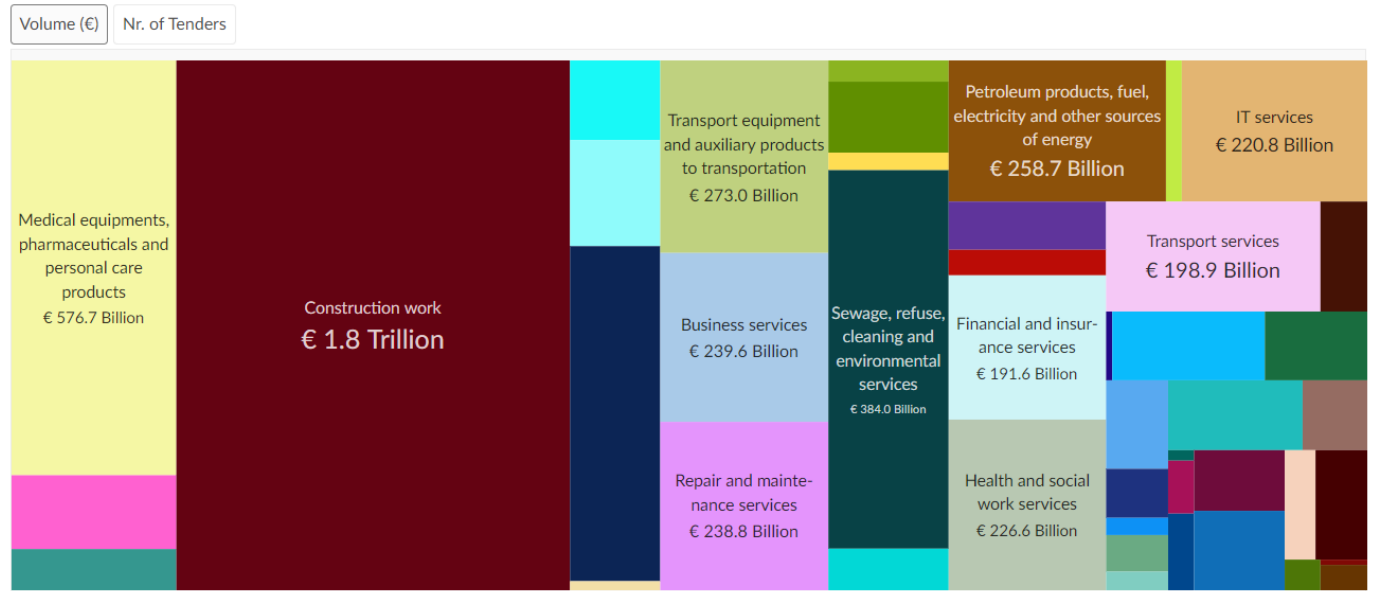 Volume (€)
Nr. of Tenders
Medical equipments,
pharmaceuticals and
personal care
products
€ 576.7 Billion
Construction work
€ 1.8 Trillion
Transport equipment
and auxiliary products
to transportation
€ 273.0 Billion
Business services
€ 239.6 Billion
Repair and mainte-
nance services
€ 238.8 Billion
Sewage, refuse,
cleaning and
environmental
services
€ 384.0 Billion
Petroleum products, fuel,
electricity and other sources
of energy
€ 258.7 Billion
IT services
€ 220.8 Billion
Transport services
€ 198.9 Billion
Financial and insur-
ance services
€ 191.6 Billion
Health and social
work services
€ 226.6 Billion